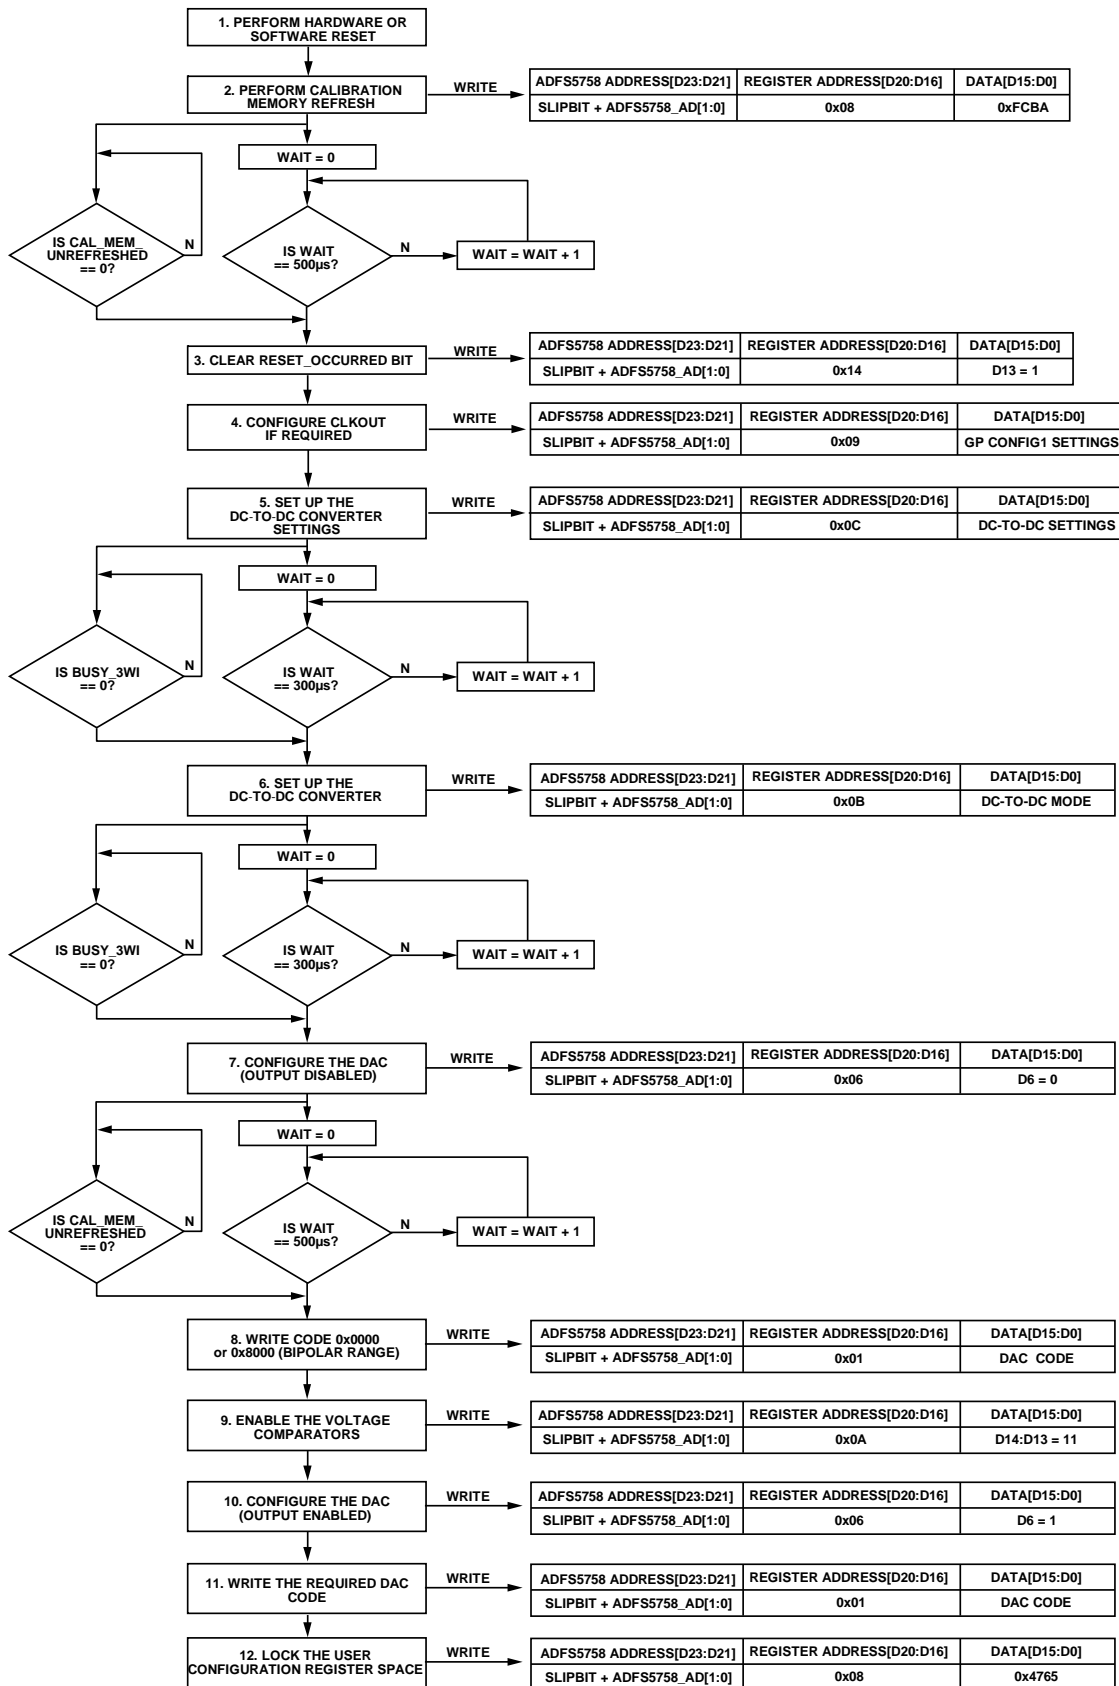 1. PERFORM HARDWARE OR
SOFTWARE RESET
2. PERFORM CALIBRATION
MEMORY REFRESH
WRITE
ADFS5758 ADDRESS[D23:D21] REGISTER ADDRESS[D20:D16] DATA[D15:D0]
SLIPBIT + ADFS5758_AD[1:0] 0x08 0xFCBA
WAIT = 0
IS CAL_MEM_
UNREFRESHED
== 0?
N
IS WAIT
== 500µs?
N
WAIT = WAIT + 1
3. CLEAR RESET_OCCURRED BIT
WRITE
ADFS5758 ADDRESS[D23:D21] REGISTER ADDRESS[D20:D16] DATA[D15:D0]
SLIPBIT + ADFS5758_AD[1:0] 0x14 D13 = 1
4. CONFIGURE CLKOUT
IF REQUIRED
WRITE
ADFS5758 ADDRESS[D23:D21] REGISTER ADDRESS[D20:D16] DATA[D15:D0]
SLIPBIT + ADFS5758_AD[1:0] 0x09 GP CONFIG1 SETTINGS
5. SET UP THE
DC-TO-DC CONVERTER
SETTINGS
WRITE
ADFS5758 ADDRESS[D23:D21] REGISTER ADDRESS[D20:D16] DATA[D15:D0]
SLIPBIT + ADFS5758_AD[1:0] 0x0C DC-TO-DC SETTINGS
WAIT = 0
IS BUSY_3WI
== 0?
N
IS WAIT
== 300µs?
N
WAIT = WAIT + 1
6. SET UP THE
DC-TO-DC CONVERTER
WRITE
ADFS5758 ADDRESS[D23:D21] REGISTER ADDRESS[D20:D16] DATA[D15:D0]
SLIPBIT + ADFS5758_AD[1:0] 0x0B DC-TO-DC MODE
WAIT = 0
IS BUSY_3WI
== 0?
N
IS WAIT
== 300µs?
N
WAIT = WAIT + 1
7. CONFIGURE THE DAC
(OUTPUT DISABLED)
WRITE
ADFS5758 ADDRESS[D23:D21] REGISTER ADDRESS[D20:D16] DATA[D15:D0]
SLIPBIT + ADFS5758_AD[1:0] 0x06 D6 = 0
WAIT = 0
IS CAL_MEM_
UNREFRESHED
== 0?
N
IS WAIT
== 500µs?
N
WAIT = WAIT + 1
8. WRITE CODE 0x0000
or 0x8000 (BIPOLAR RANGE)
WRITE
ADFS5758 ADDRESS[D23:D21] REGISTER ADDRESS[D20:D16] DATA[D15:D0]
SLIPBIT + ADFS5758_AD[1:0] 0x01 DAC CODE
9. ENABLE THE VOLTAGE
COMPARATORS
WRITE
ADFS5758 ADDRESS[D23:D21] REGISTER ADDRESS[D20:D16] DATA[D15:D0]
SLIPBIT + ADFS5758_AD[1:0] 0x0A D14:D13 = 11
10. CONFIGURE THE DAC
(OUTPUT ENABLED)
WRITE
ADFS5758 ADDRESS[D23:D21] REGISTER ADDRESS[D20:D16] DATA[D15:D0]
SLIPBIT + ADFS5758_AD[1:0] 0x06 D6 = 1
11. WRITE THE REQUIRED DAC
CODE
WRITE
ADFS5758 ADDRESS[D23:D21] REGISTER ADDRESS[D20:D16] DATA[D15:D0]
SLIPBIT + ADFS5758_AD[1:0] 0x01 DAC CODE
12. LOCK THE USER
CONFIGURATION REGISTER SPACE
WRITE
ADFS5758 ADDRESS[D23:D21] REGISTER ADDRESS[D20:D16] DATA[D15:D0]
SLIPBIT + ADFS5758_AD[1:0] 0x08 0x4765